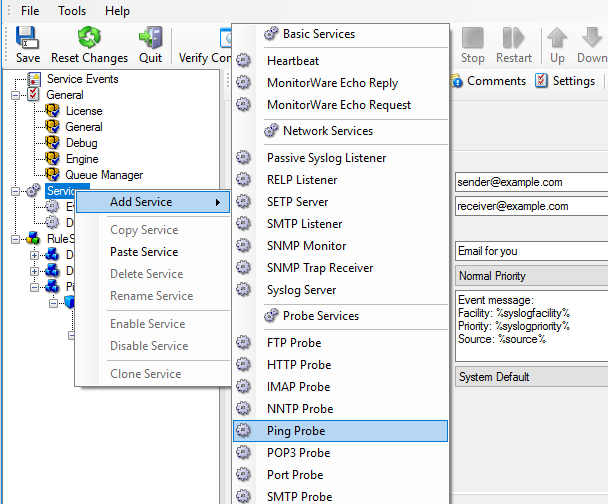 File Tools Help
Save Reset Changes Quit Verify Con
Stop Restart Up Down
Comments Settings
Service Events
General
License
General
Debug
Engine
Queue Manager
Servic
E
D
RuleS
D
D
Pi
Add Service
Copy Service
Paste Service
Delete Service
Rename Service
Enable Service
Disable Service
Clone Service
Basic Services
Heartbeat
MonitorWare Echo Reply
MonitorWare Echo Request
Network Services
Passive Syslog Listener
RELP Listener
SETP Server
SMTP Listener
SNMP Monitor
SNMP Trap Receiver
Syslog Server
Probe Services
FTP Probe
HTTP Probe
IMAP Probe
NNTP Probe
Ping Probe
POP3 Probe
Port Probe
SMTP Probe
sender@example.com
receiver@example.com
Email for you
Normal Priority
Event message:
Facility: %syslogfacility%
Priority: %syslogpriority%
Source: %source%
System Default